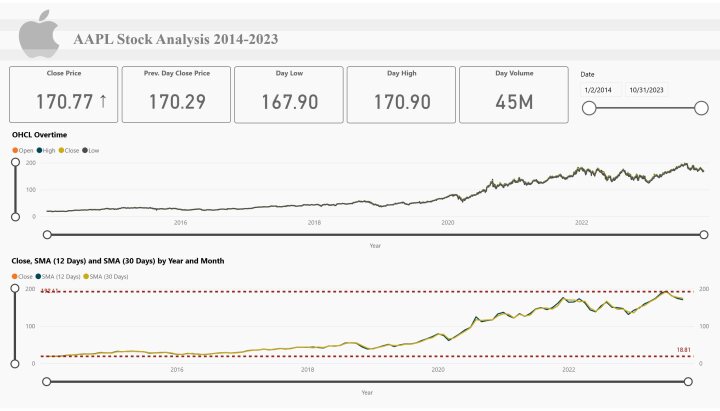 AAPL Stock Analysis 2014-2023
Close Price
170.77 ↑
Prev. Day Close Price
170.29
Day Low
167.90
Day High
170.90
Day Volume
45M
Date
1/2/2014 10/31/2023
OHCL Overtime
Open High Close Low
200
100
0
2016 2018 2020 2022
Year
Close, SMA (12 Days) and SMA (30 Days) by Year and Month
Close SMA (12 Days) SMA (30 Days)
200 200
100 100
18.81
0 0
2016 2018 2020 2022
Year